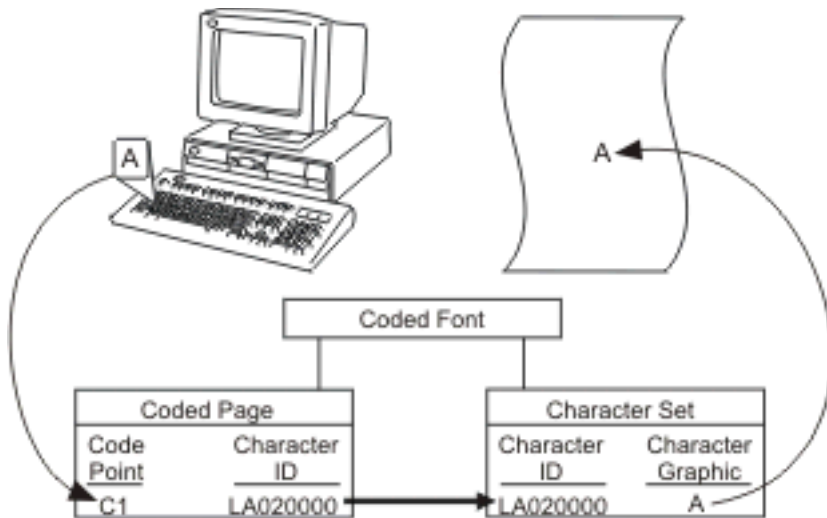 A
A
Coded Font
Coded Page
Code Point
Character ID
C1
LA020000
Character Set
Character ID
Character Graphic
LA020000
A